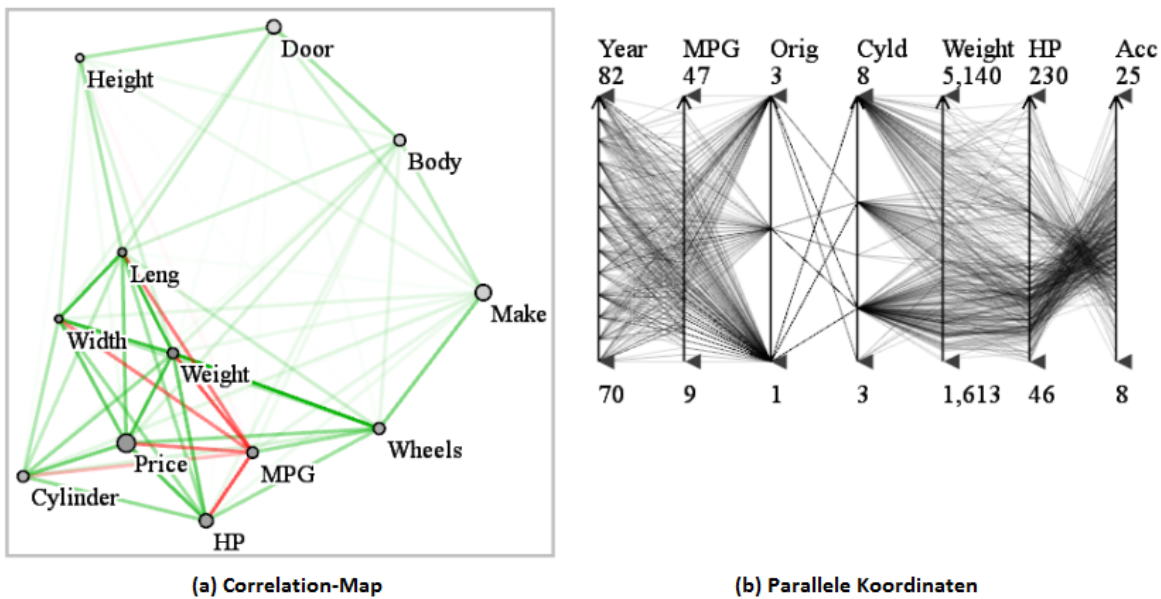 Door
Height
Body
Leng
Make
Width
Weight
Wheels
Price
MPG
Cylinder
HP
(a) Correlation-Map
Year MPG Orig Cyld Weight HP Acc
82 47 3 8 5,140 230 25
70 9 1 3 1,613 46 8
(b) Parallele Koordinaten